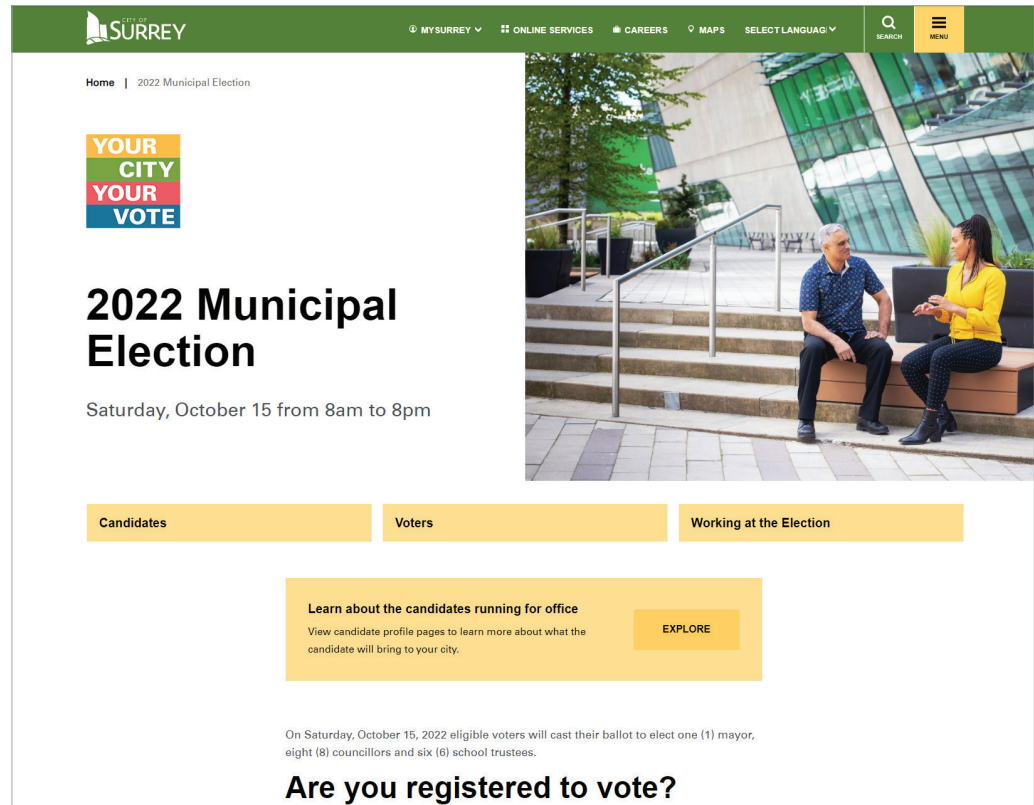 CITY OF
SURREY
MYSURREY
ONLINE SERVICES
CAREERS
MAPS
SELECT LANGUAG
SEARCH
MENU
Home | 2022 Municipal Election
YOUR
CITY
YOUR
VOTE
2022 Municipal
Election
Saturday, October 15 from 8am to 8pm
Candidates
Voters
Working at the Election
Learn about the candidates running for office
View candidate profile pages to learn more about what the
candidate will bring to your city.
EXPLORE
On Saturday, October 15, 2022 eligible voters will cast their ballot to elect one (1) mayor,
eight (8) councillors and six (6) school trustees.
Are you registered to vote?